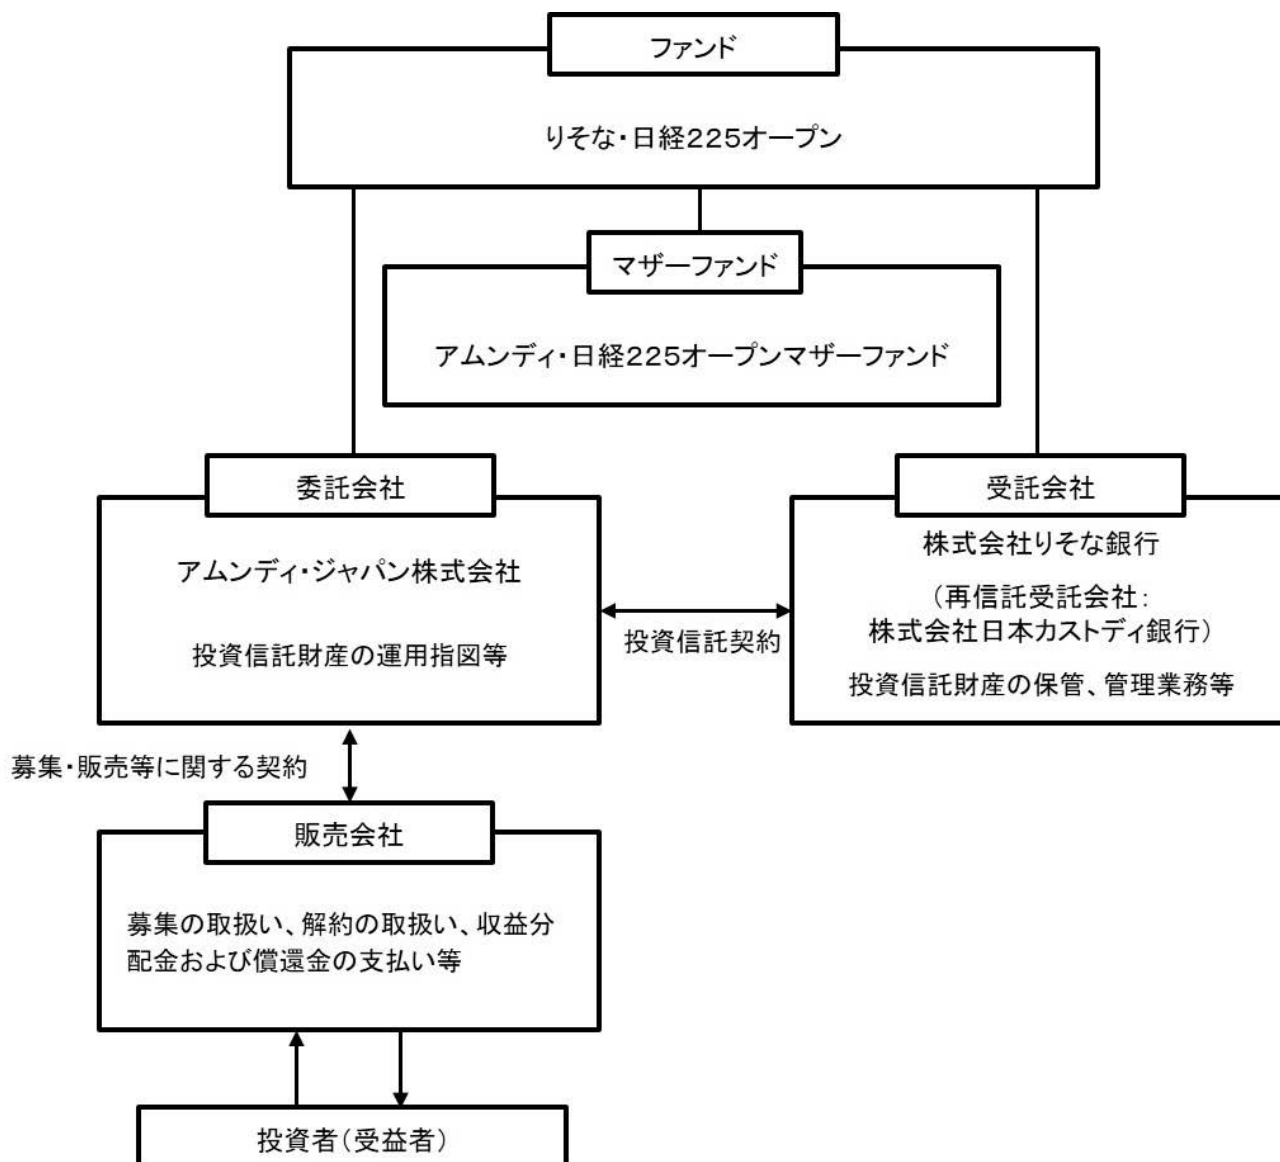 ファンド
りそな・日経225オープン
マザーファンド
アムンディ・日経225オープンマザーファンド
委託会社
アムンディ・ジャパン株式会社
投資信託財産の運用指図等
投資信託契約
受託会社
株式会社りそな銀行
（再信託受託会社：
株式会社日本カストディ銀行）
投資信託財産の保管、管理業務等
募集・販売等に関する契約
販売会社
募集の取扱い、解約の取扱い、収益分
配金および償還金の支払い等
投資者（受益者）